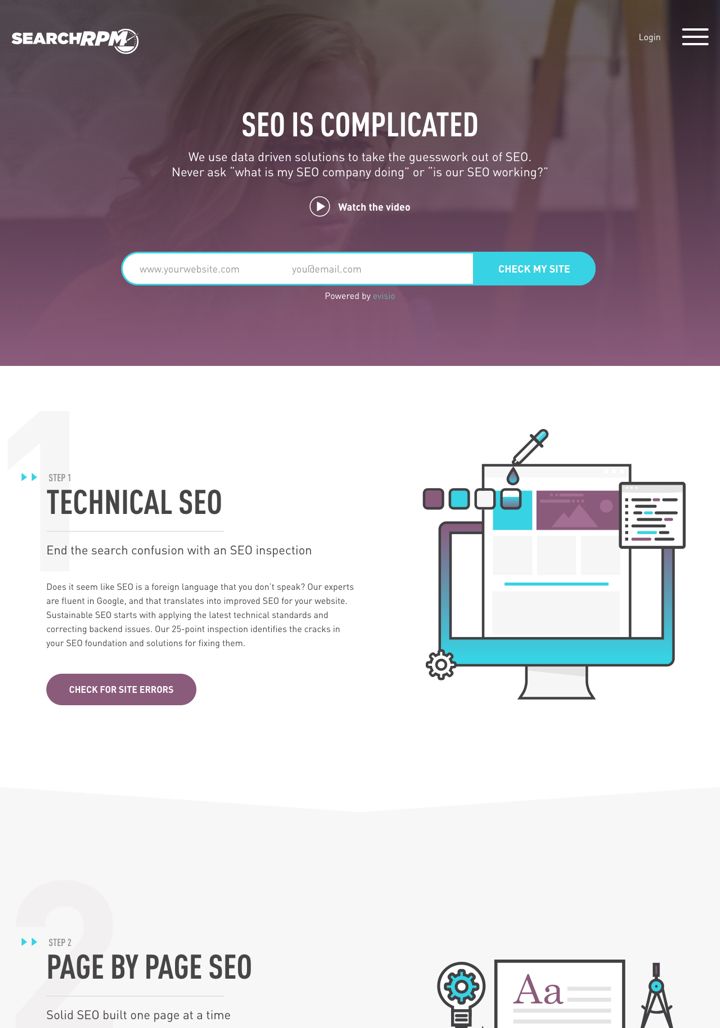 SEARCHRPM
Login
SEO IS COMPLICATED
We use data driven solutions to take the guesswork out of SEO.
Never ask “what is my SEO company doing” or “is our SEO working?”
Watch the video
www.yourwebsite.com
you@email.com
CHECK MY SITE
Powered by evisio
1
STEP 1
TECHNICAL SEO
End the search confusion with an SEO inspection
Does it seem like SEO is a foreign language that you don’t speak? Our experts
are fluent in Google, and that translates into improved SEO for your website.
Sustainable SEO starts with applying the latest technical standards and
correcting backend issues. Our 25-point inspection identifies the cracks in
your SEO foundation and solutions for fixing them.
CHECK FOR SITE ERRORS
2
STEP 2
PAGE BY PAGE SEO
Solid SEO built one page at a time
Aa